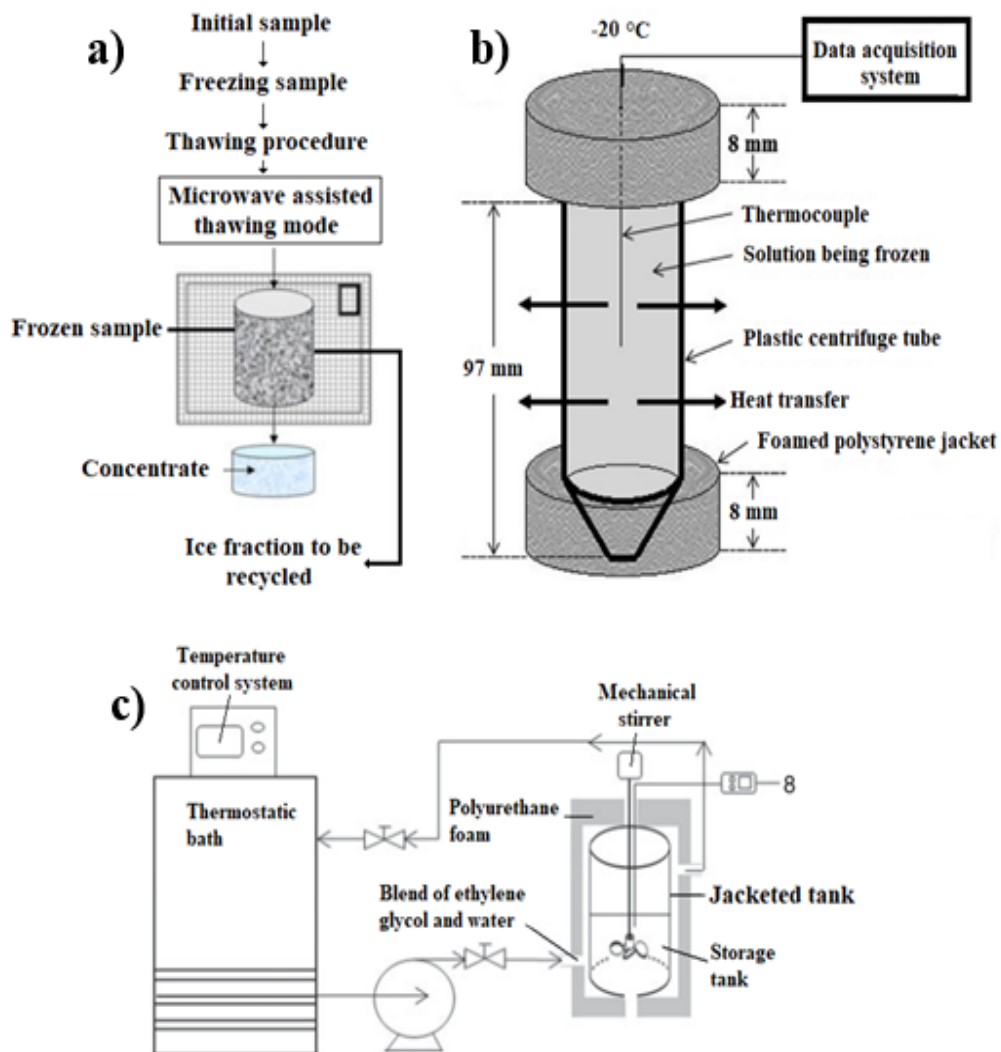 a)
Initial sample
Freezing sample
Thawing procedure
Microwave assisted
thawing mode
Frozen sample
Concentrate
Ice fraction to be
recycled
b)
-20 °C
Data acquisition
system
8 mm
Thermocouple
Solution being frozen
Plastic centrifuge tube
97 mm
Heat transfer
Foamed polystyrene jacket
8 mm
c)
Temperature
control system
Mechanical
stirrer
8
Thermostatic
bath
Polyurethane
foam
Blend of ethylene
glycol and water
Jacketed tank
Storage
tank